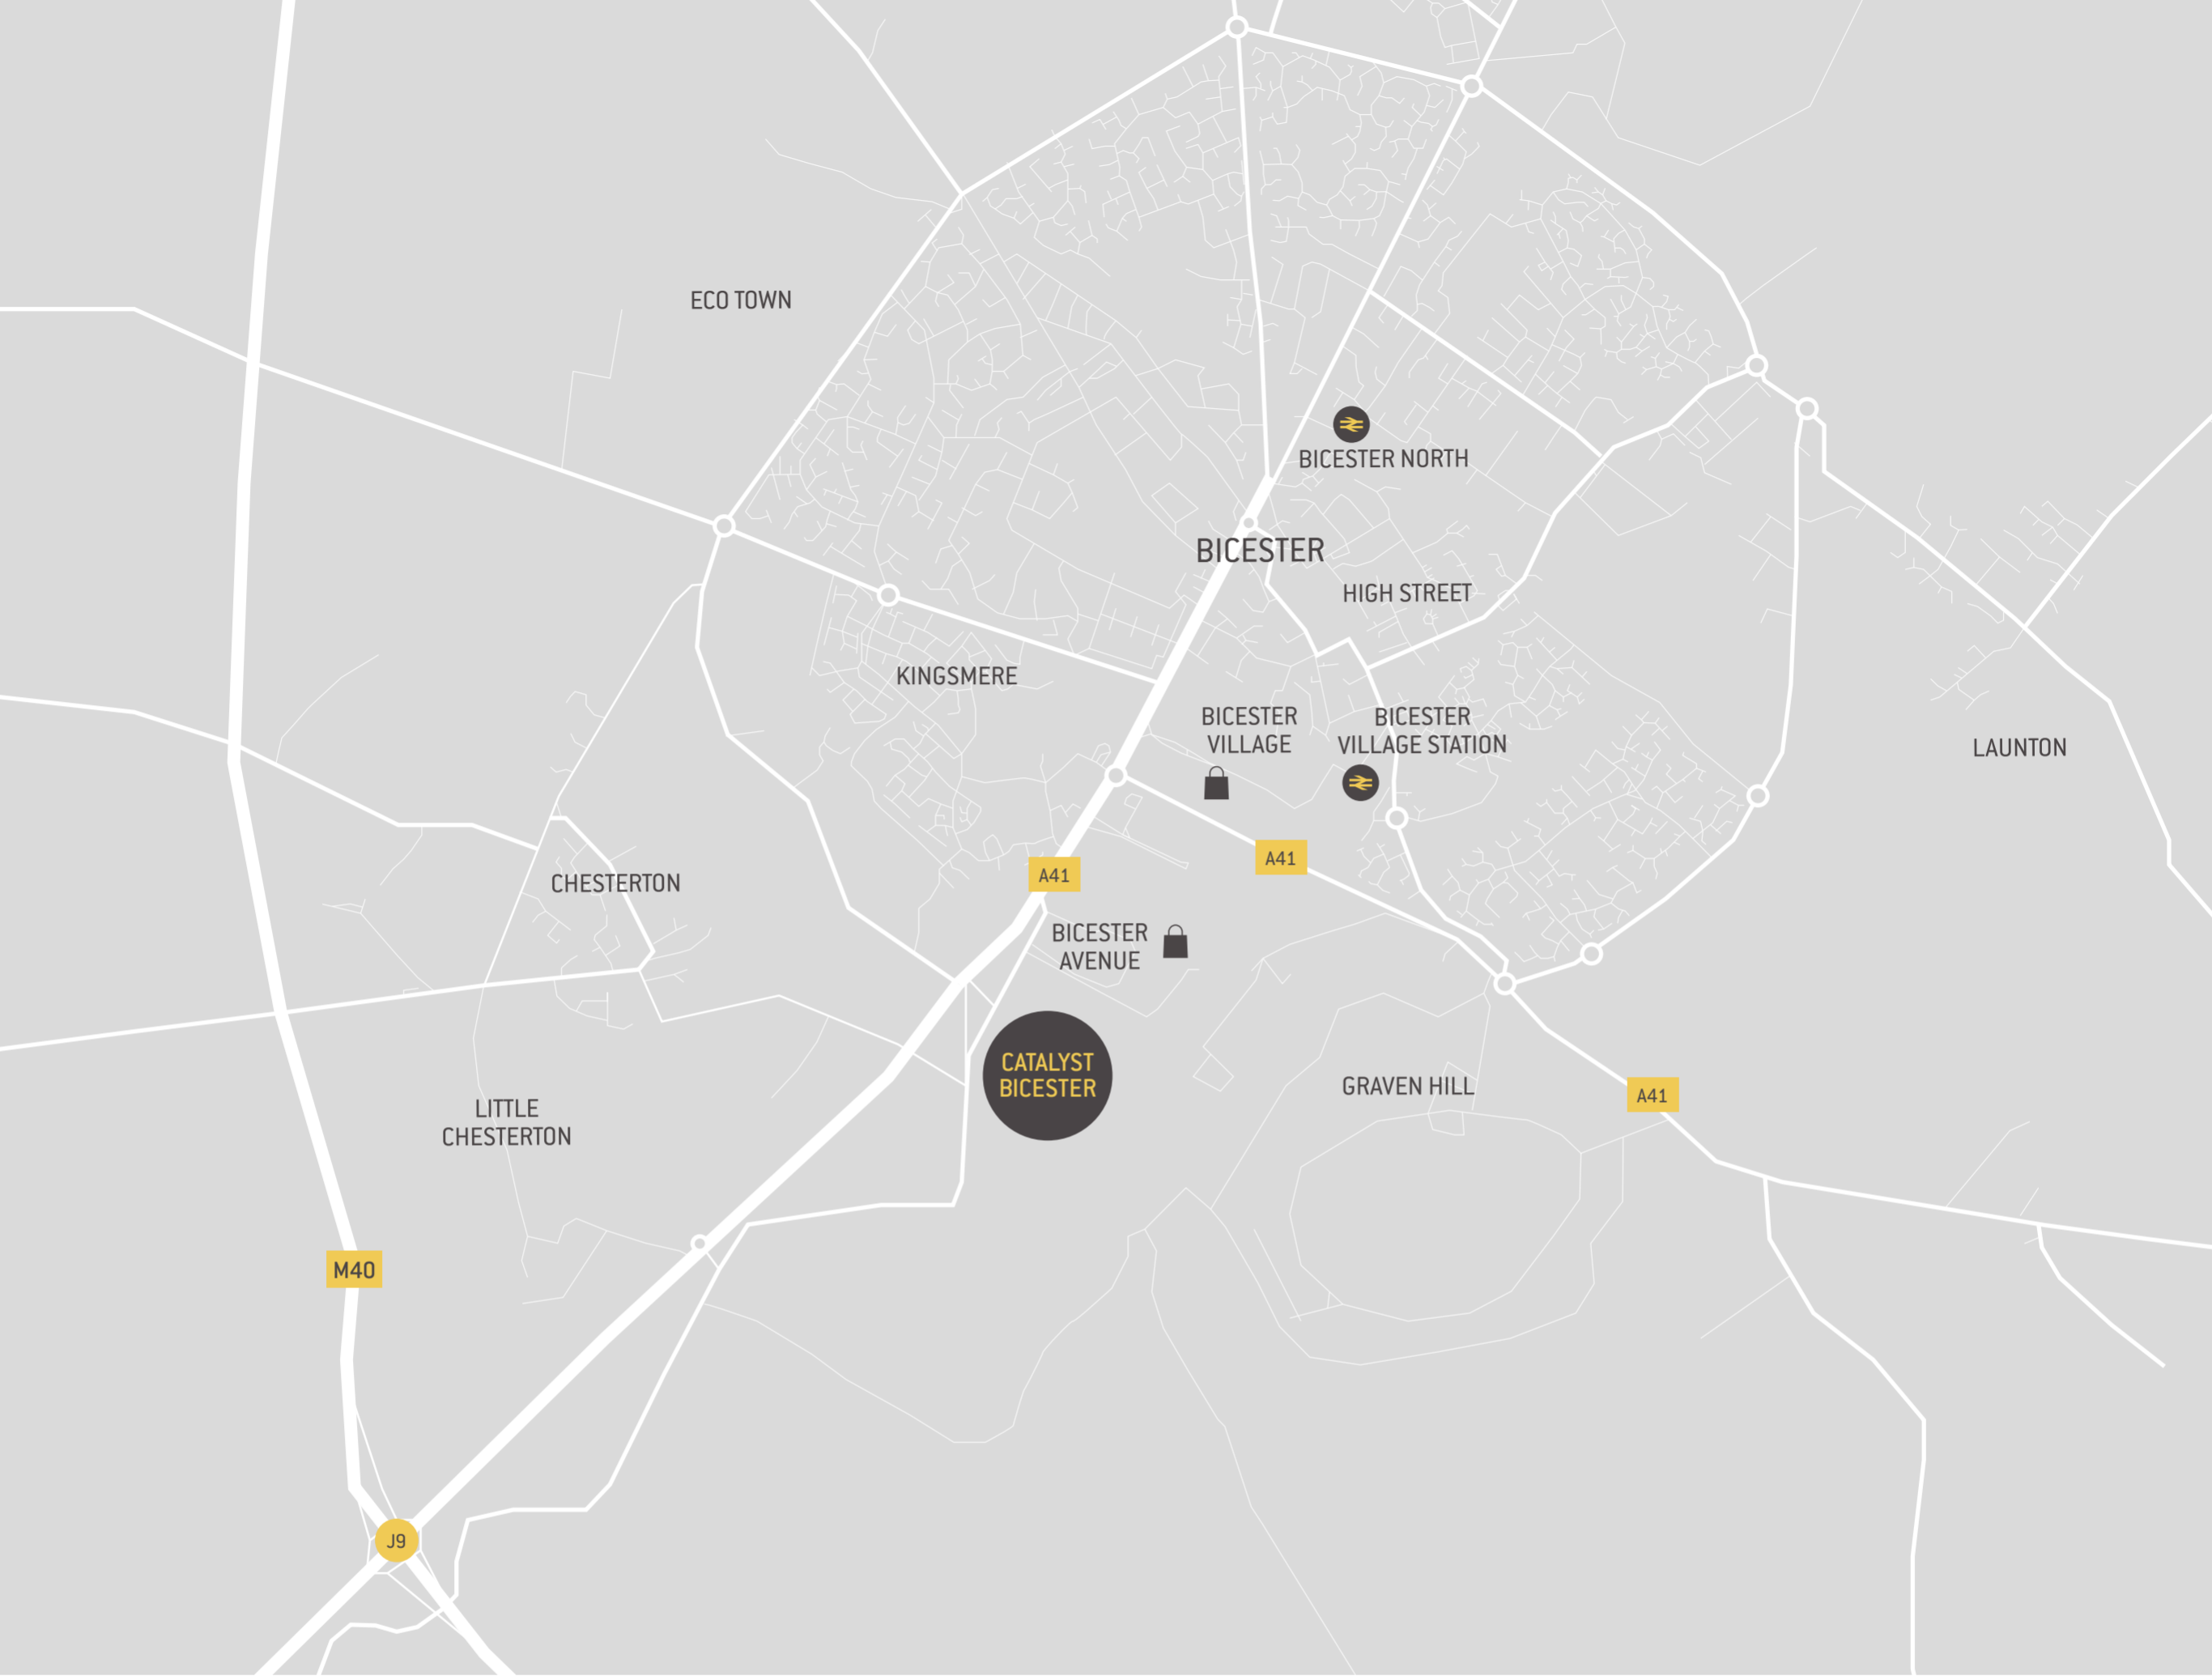 ECO TOWN
BICESTER NORTH
BICESTER
HIGH STREET
KINGSMERE
BICESTER
VILLAGE
BICESTER
VILLAGE STATION
LAUNTON
A41
A41
CHESTERTON
BICESTER
AVENUE
CATALYST
BICESTER
GRAVEN HILL
A41
LITTLE
CHESTERTON
M40
J9